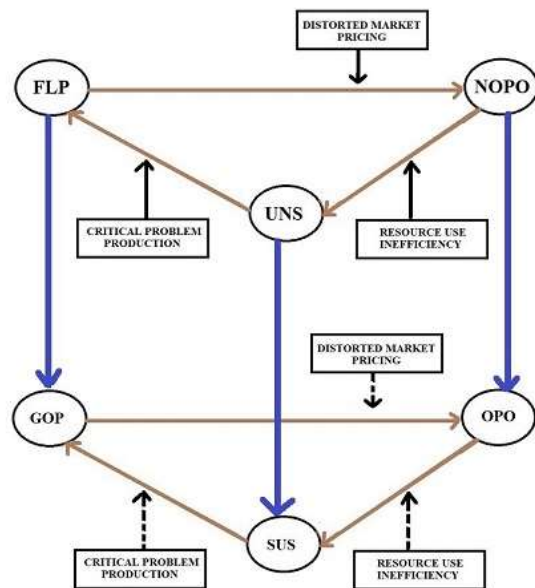 DISTORTED MARKET
PRICING
FLP
NOPO
UNS
CRITICAL PROBLEM
PRODUCTION
RESOURCE USE
INEFFICIENCY
DISTORTED MARKET
PRICING
GOP
OPO
SUS
CRITICAL PROBLEM
PRODUCTION
RESOURCE USE
INEFFICIENCY